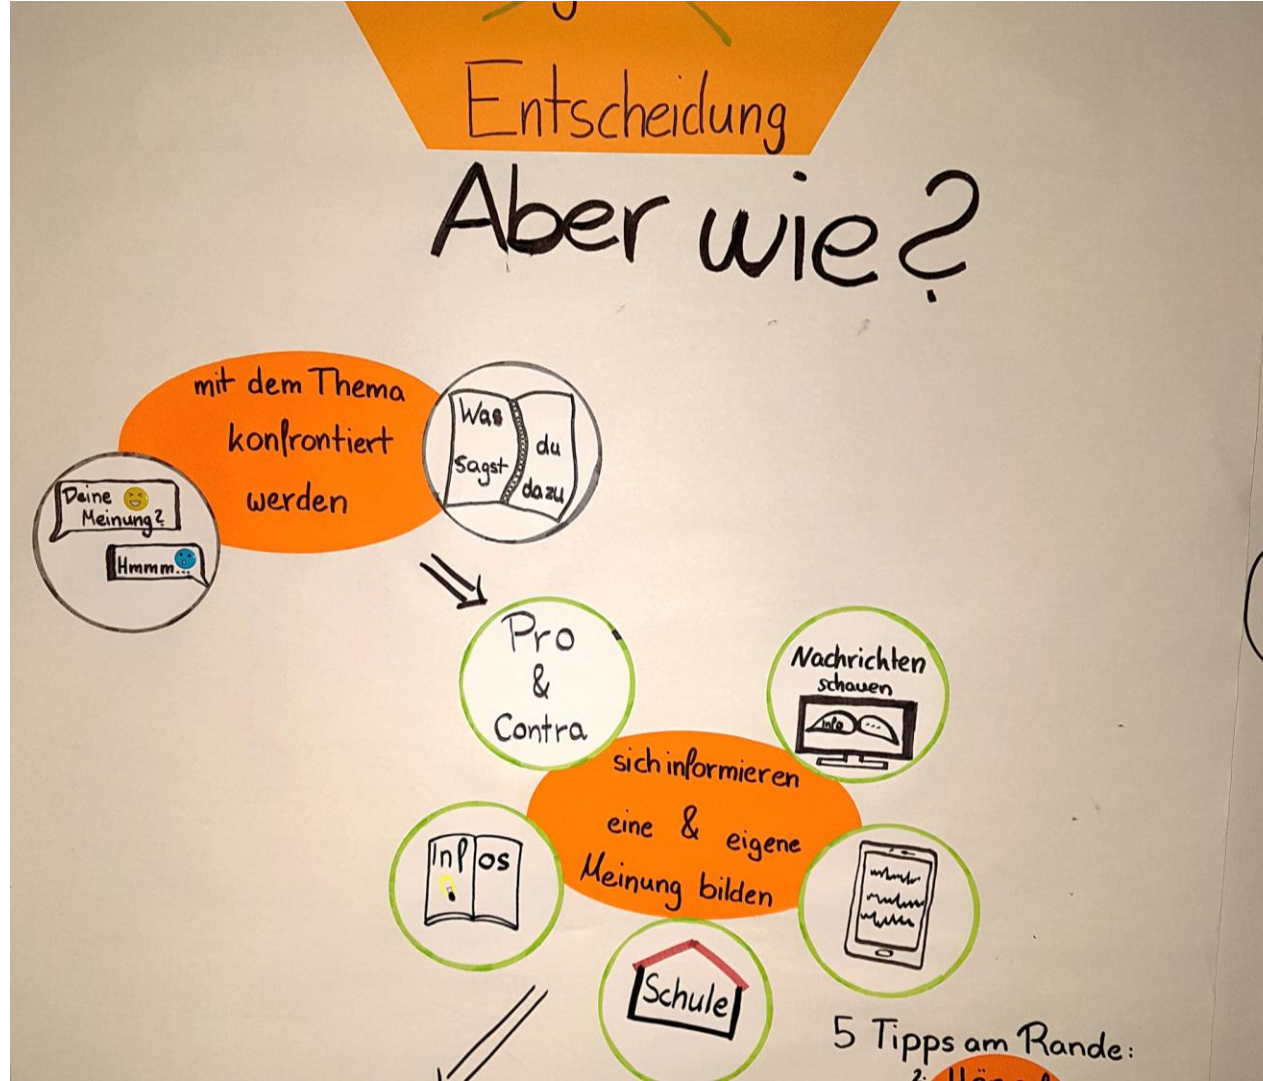 Entscheidung
Aber wie?
mit dem Thema
konfrontiert
werden
Was
sagst
du
dazu
Deine
Meinung?
Hmmm...
Pro
&
Contra
Nachrichten
schauen
Info
...
sich informieren
eine & eigene
Meinung bilden
Infos
Schule
5 Tipps am Rande:
2.